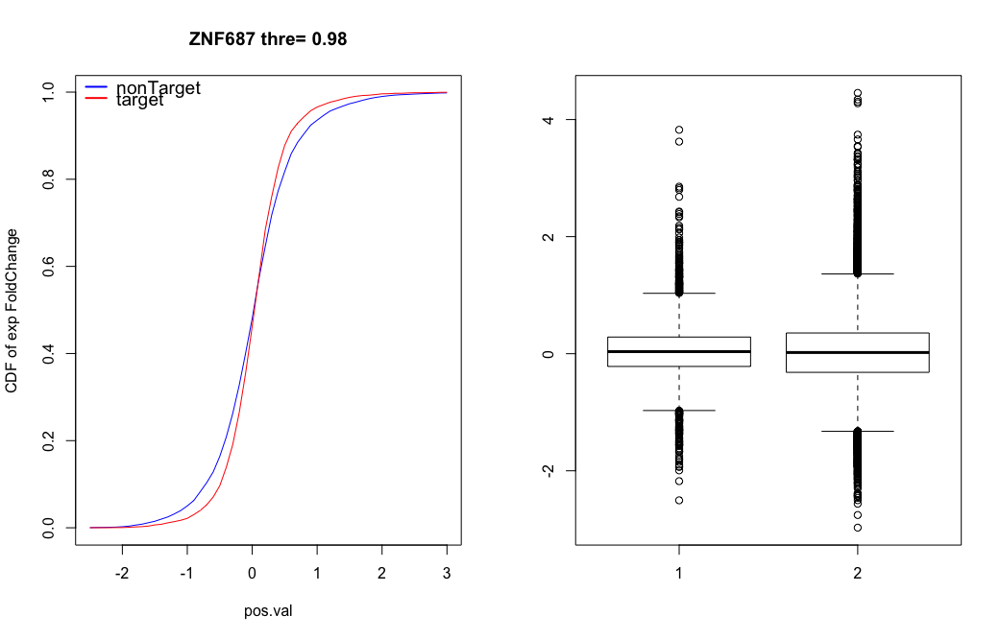 ZNF687 thre= 0.98
nonTarget
target
CDF of exp FoldChange
0.0 0.2 0.4 0.6 0.8 1.0
-2 -1 0 1 2 3
pos.val
-2 0 2 4
1 2